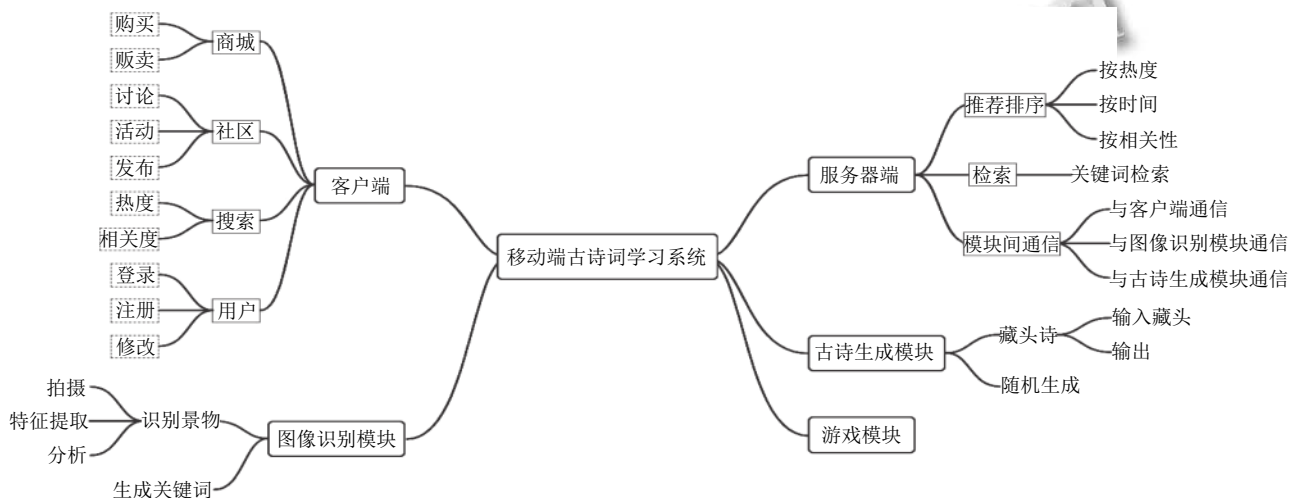 移动端古诗词学习系统
客户端
商城
购买
贩卖
社区
讨论
活动
发布
搜索
热度
相关度
用户
登录
注册
修改
图像识别模块
识别景物
拍摄
特征提取
分析
生成关键词
服务器端
推荐排序
按热度
按时间
按相关性
检索
关键词检索
模块间通信
与客户端通信
与图像识别模块通信
与古诗生成模块通信
古诗生成模块
藏头诗
输入藏头
输出
随机生成
游戏模块